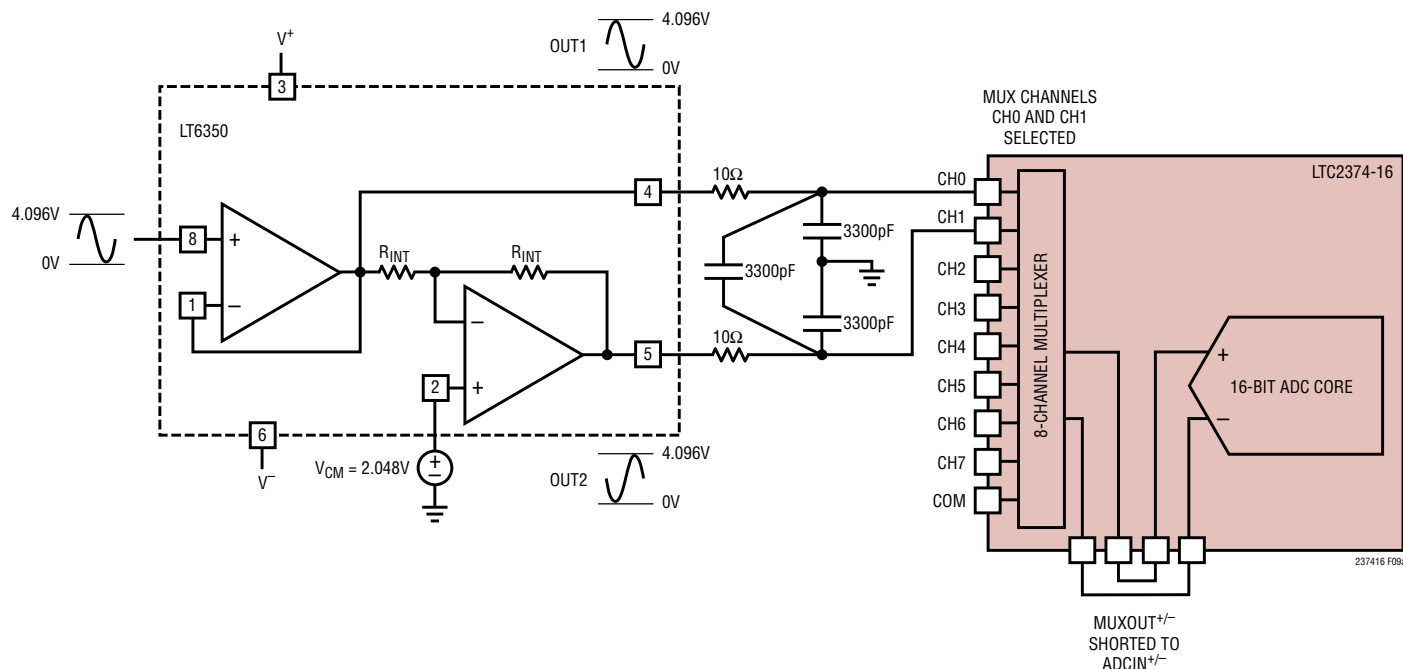 4.096V
OUT1
0V
V+
3
LT6350
MUX CHANNELS
CH0 AND CH1
SELECTED
LTC2374-16
4
10Ω
CH0
4.096V
0V
8
+
RINT
RINT
3300pF
CH1
1
–
3300pF
CH2
CH3
–
3300pF
CH4
8-CHANNEL MULTIPLEXER
+
16-BIT ADC CORE
–
5
10Ω
CH5
2
+
CH6
6
V–
VCM = 2.048V
+
–
OUT2
4.096V
0V
CH7
COM
237416 F09a
MUXOUT+/–
SHORTED TO
ADCIN+/–